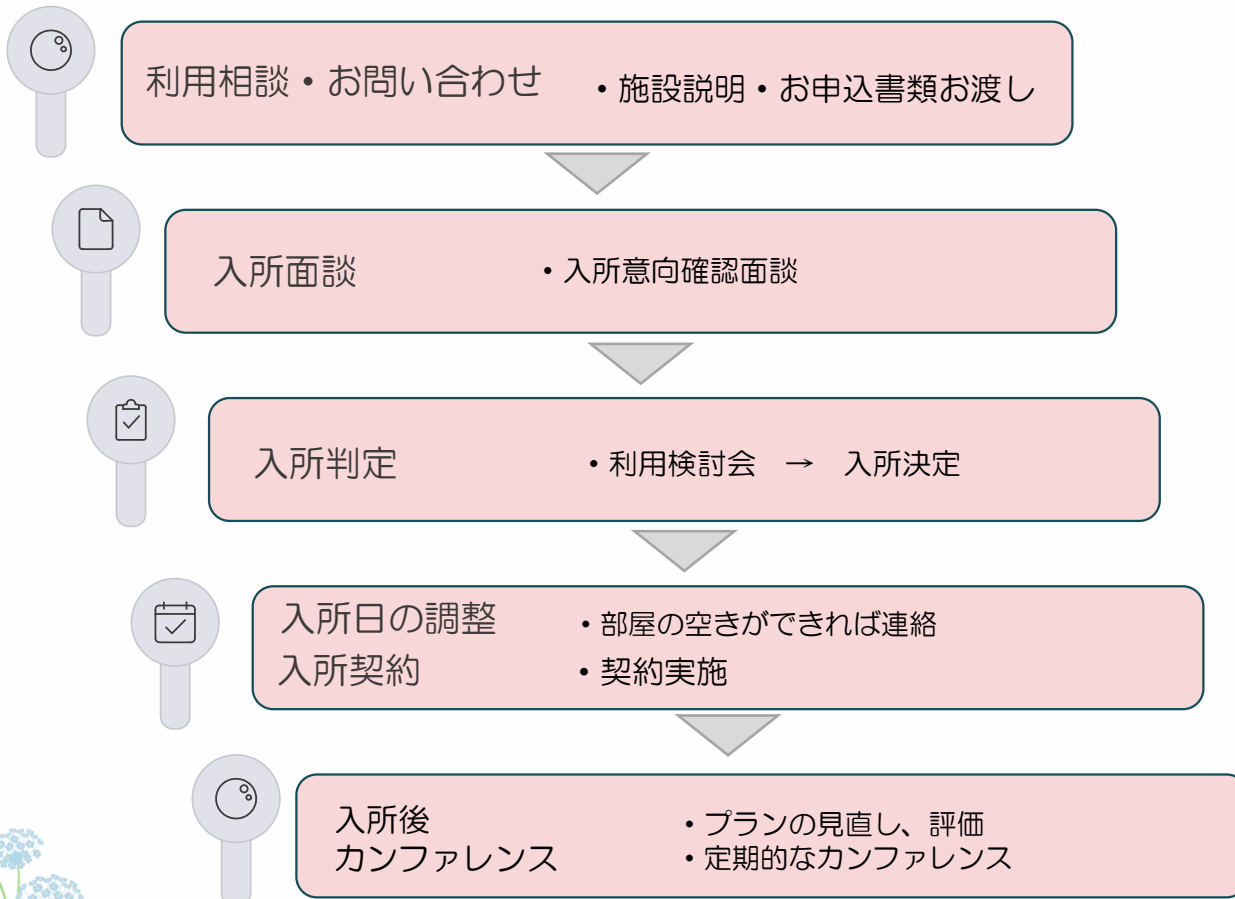 利用相談・お問い合わせ ・施設説明・お申込書類お渡し
入所面談 ・入所意向確認面談
入所判定 ・利用検討会 → 入所決定
入所日の調整 ・部屋の空きができれば連絡
入所契約 ・契約実施
入所後 ・プランの見直し、評価
カンファレンス ・定期的なカンファレンス